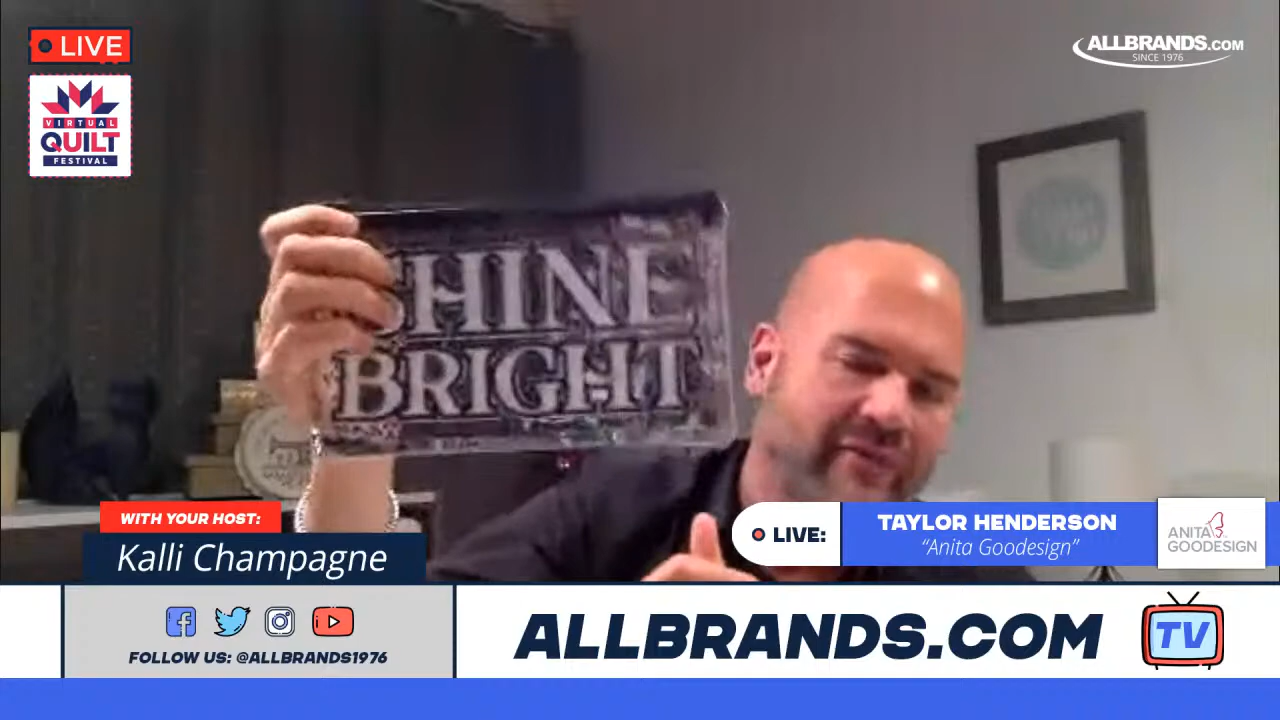 LIVE
VIRTUAL
QUILT
FESTIVAL
ALLBRANDS.COM
SINCE 1976
SHINE
BRIGHT
WITH YOUR HOST:
Kalli Champagne
LIVE:
TAYLOR HENDERSON
“Anita Goodesign”
ANITA
GOODESIGN
FOLLOW US: @ALLBRANDS1976
ALLBRANDS.COM
TV